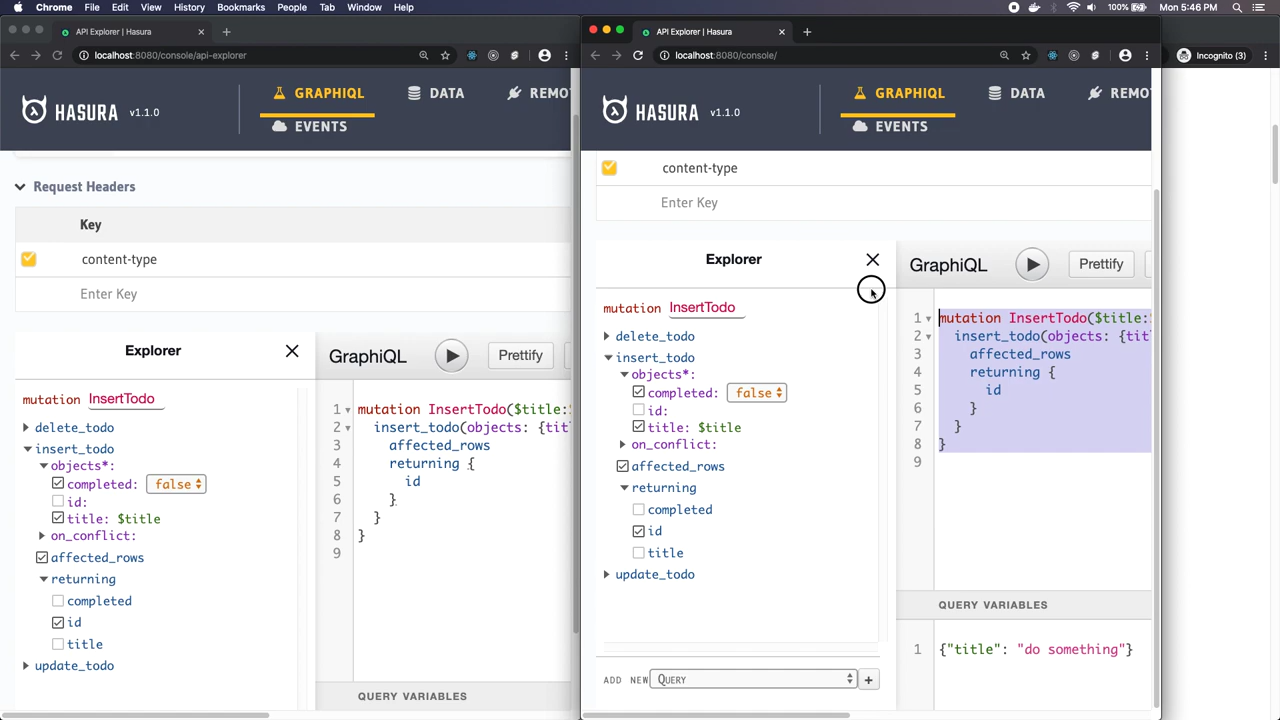 Chrome File Edit View History Bookmarks People Tab Window Help
100% Mon 5:46 PM
API Explorer | Hasura
localhost:8080/console/api-explorer
HASURA v1.1.0
GRAPHIQL
DATA
REMO
EVENTS
Request Headers
Key
content-type
Enter Key
Explorer
mutation InsertTodo
delete_todo
insert_todo
objects*:
completed: false
id:
title: $title
on_conflict:
affected_rows
returning
completed
id
title
update_todo
GraphiQL
Prettify
1 mutation InsertTodo($title:
2 insert_todo(objects: {tit
3 affected_rows
4 returning {
5 id
6 }
7 }
8 }
9
QUERY VARIABLES
API Explorer | Hasura
localhost:8080/console/
Incognito (3)
HASURA v1.1.0
GRAPHIQL
DATA
REMO
EVENTS
content-type
Enter Key
Explorer
mutation InsertTodo
delete_todo
insert_todo
objects*:
completed: false
id:
title: $title
on_conflict:
affected_rows
returning
completed
id
title
update_todo
ADD NEW QUERY +
GraphiQL
Prettify
1 mutation InsertTodo($title:
2 insert_todo(objects: {tit
3 affected_rows
4 returning {
5 id
6 }
7 }
8 }
9
QUERY VARIABLES
1 {"title": "do something"}